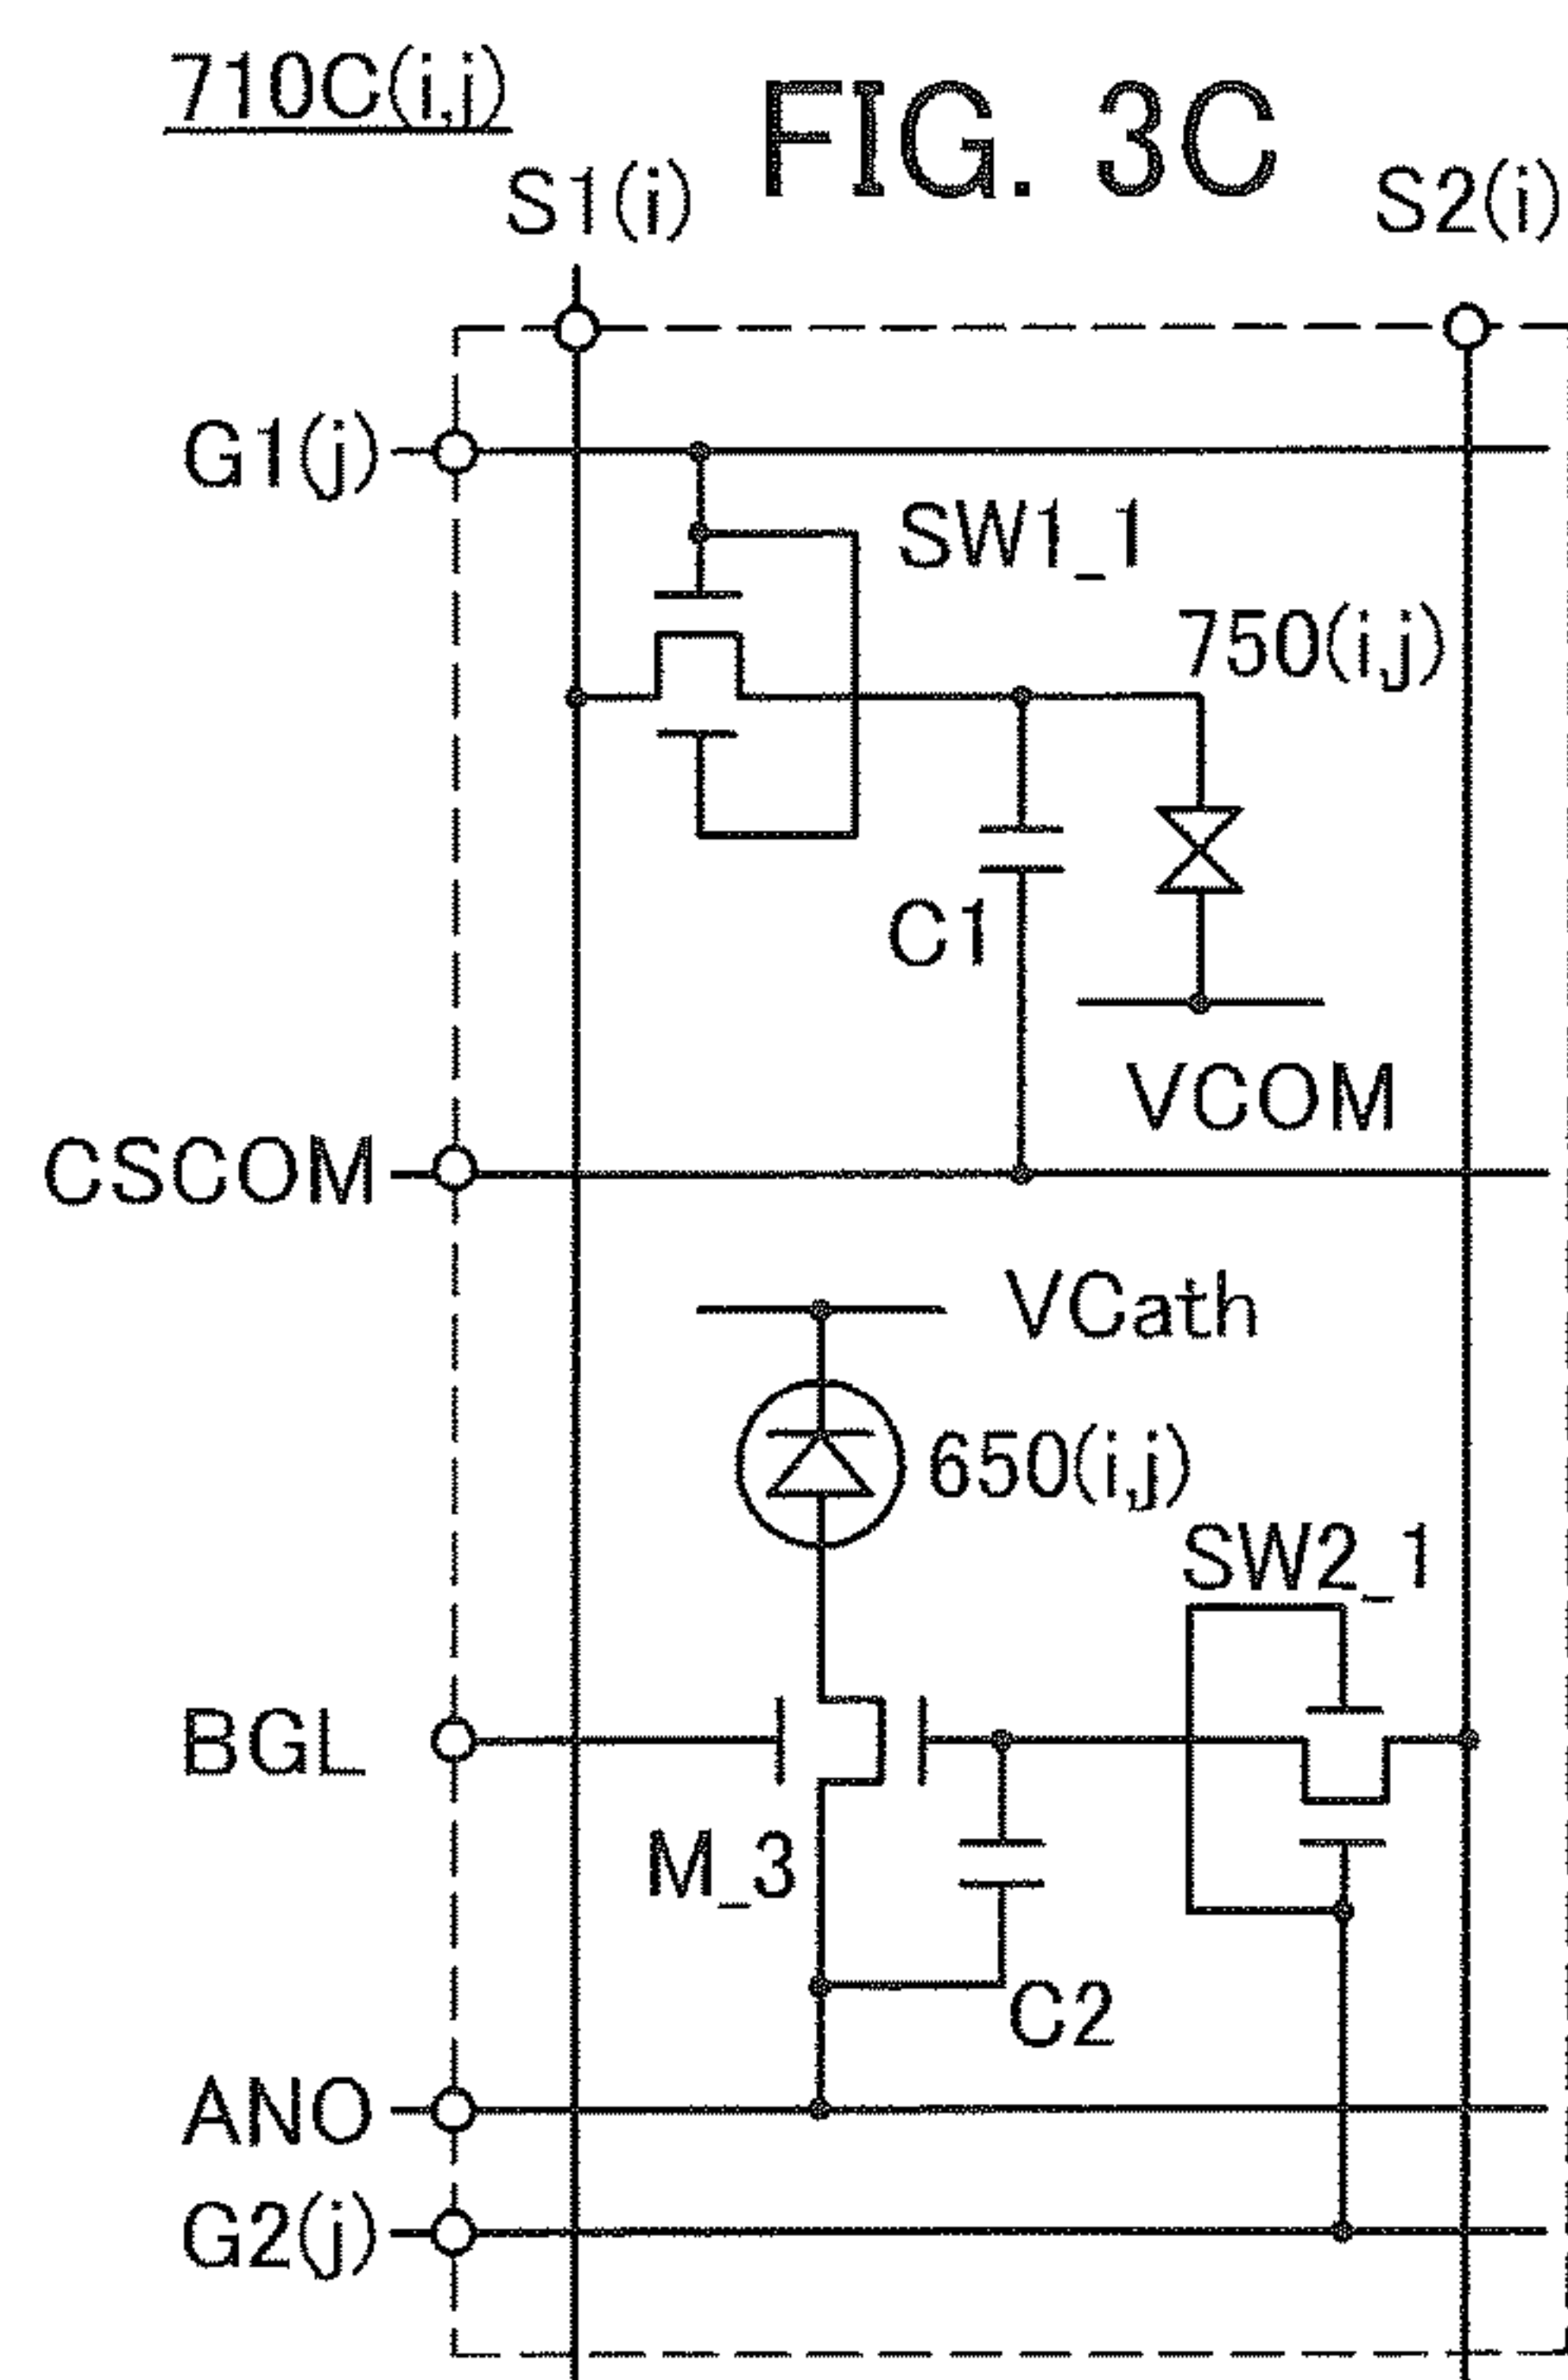 710C(i,j)
FIG. 3C
S1(i)
S2(i)
G1(j)
SW1_1
750(i,j)
C1
VCOM
CSCOM
VCath
650(i,j)
SW2_1
BGL
M_3
C2
ANO
G2(j)